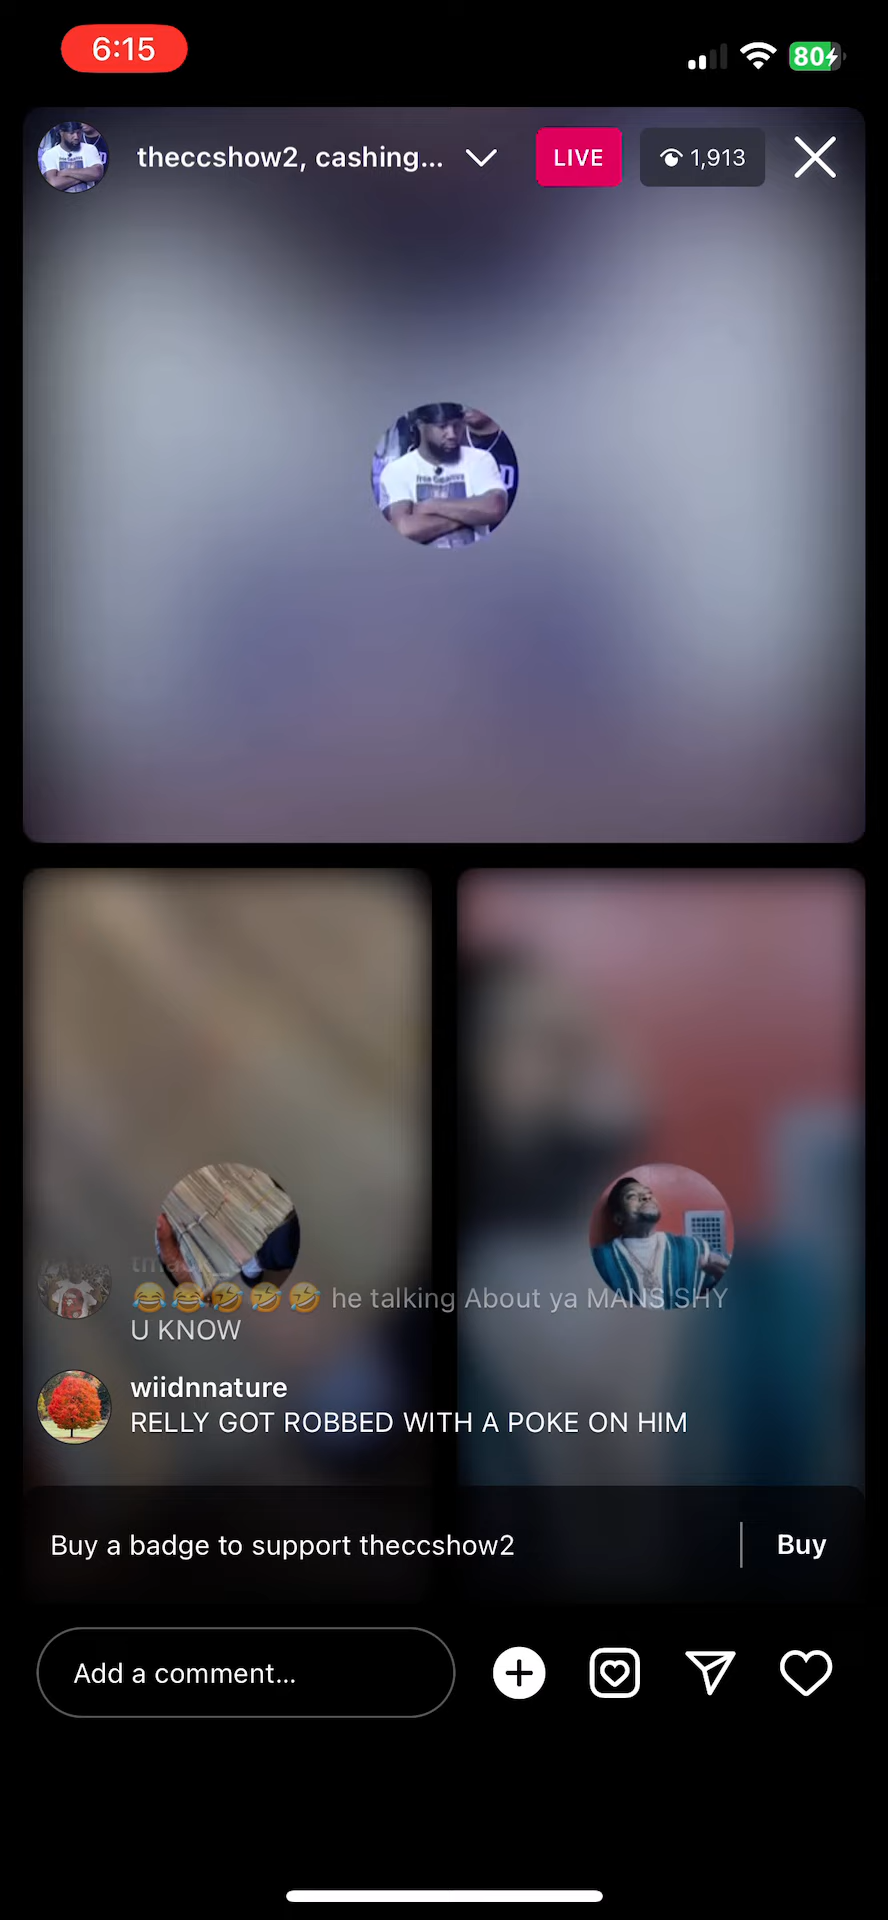 6:15
80
theccshow2, cashing...
LIVE
1,913
😂😂🤣🤣🤣 he talking About ya MANS SHY
U KNOW
wiidnnature
RELLY GOT ROBBED WITH A POKE ON HIM
Buy a badge to support theccshow2
Buy
Add a comment...